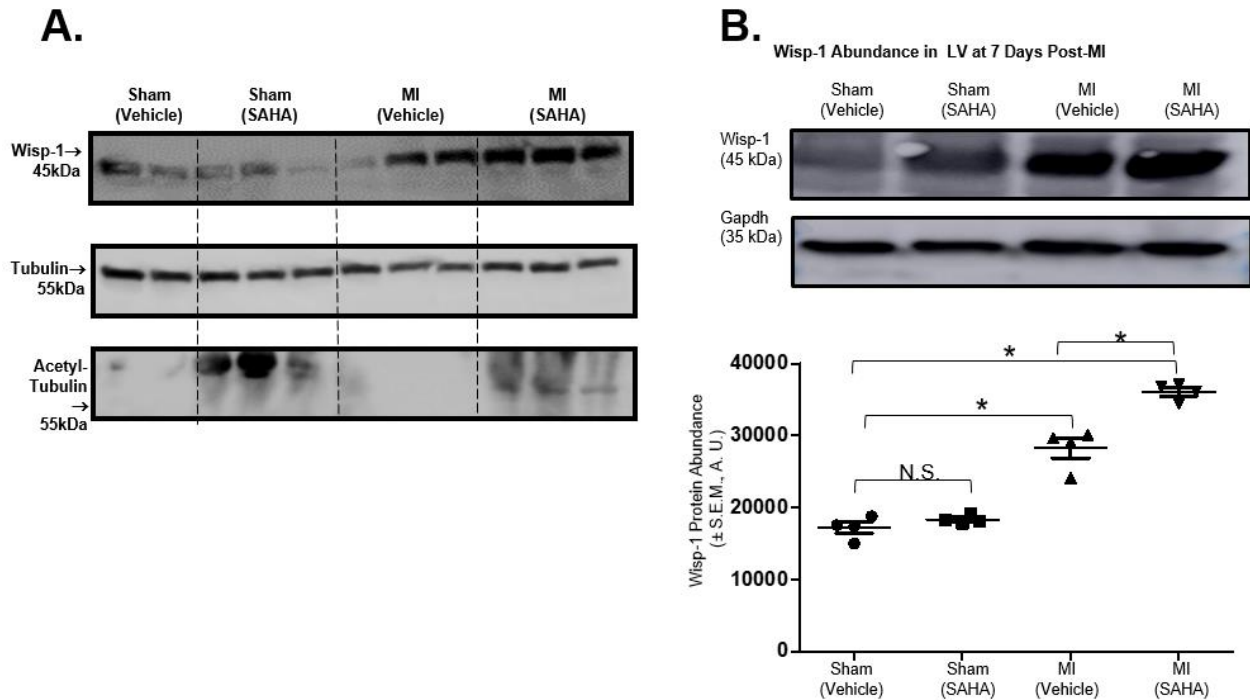 A.
Sham
(Vehicle)
Sham
(SAHA)
MI
(Vehicle)
MI
(SAHA)
Wisp-1→
45kDa
Tubulin→
55kDa
Acetyl-
Tubulin
→
55kDa
B.
Wisp-1 Abundance in LV at 7 Days Post-MI
Sham
(Vehicle)
Sham
(SAHA)
MI
(Vehicle)
MI
(SAHA)
Wisp-1
(45 kDa)
Gapdh
(35 kDa)
Wisp-1 Protein Abundance
(± S.E.M., A. U.)
40000
30000
20000
10000
0
*
*
*
N.S.
Sham
(Vehicle)
Sham
(SAHA)
MI
(Vehicle)
MI
(SAHA)